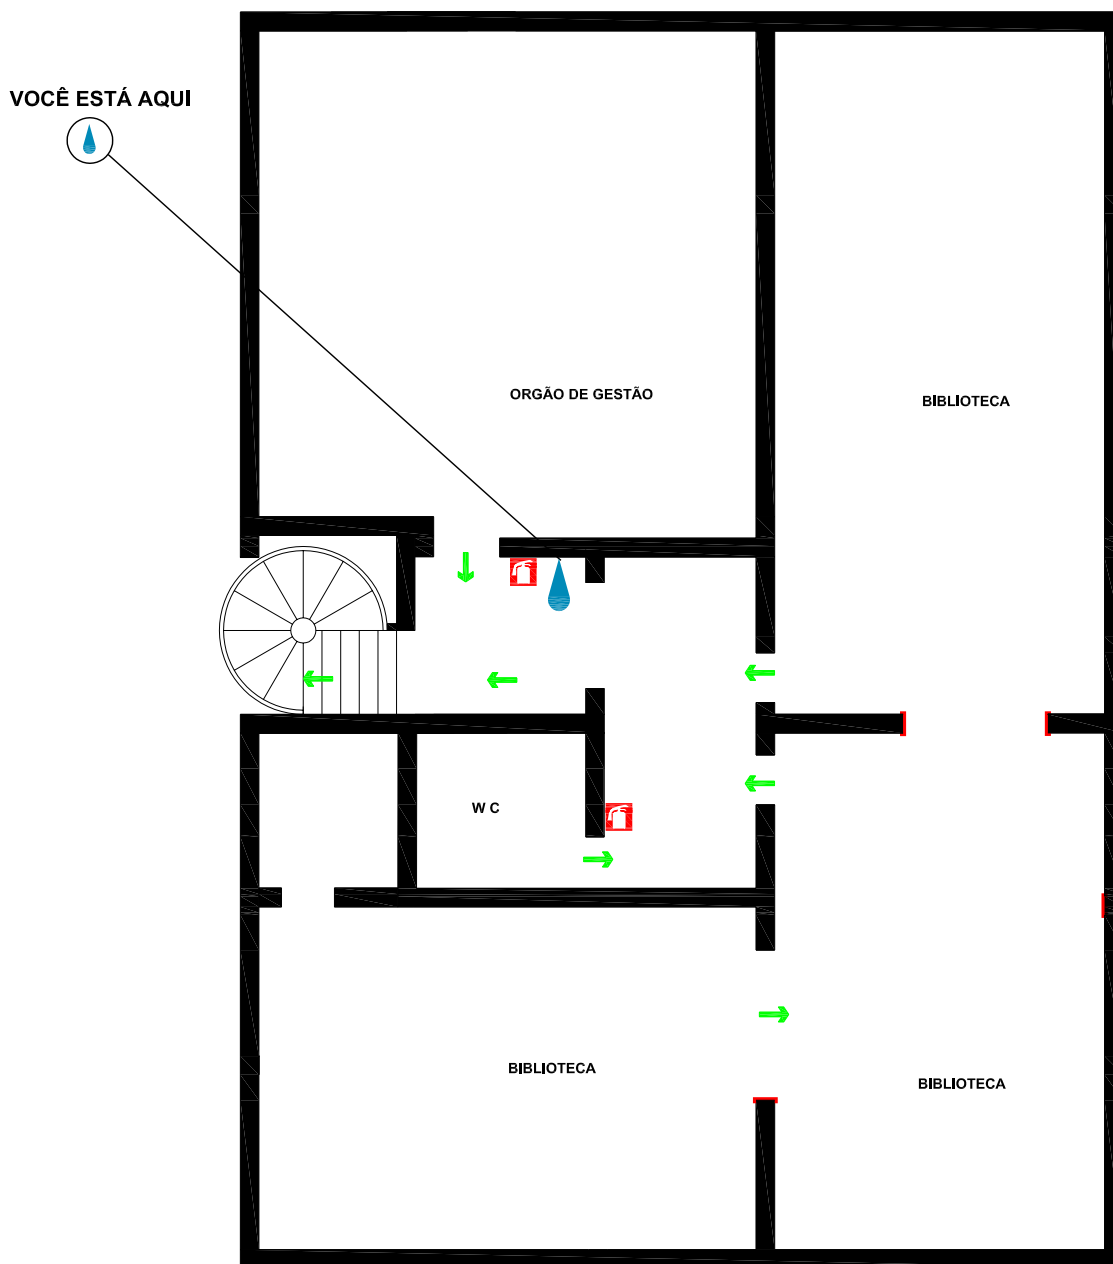 VOCÊ ESTÁ AQUI
ORGÃO DE GESTÃO
BIBLIOTECA
W C
BIBLIOTECA
BIBLIOTECA